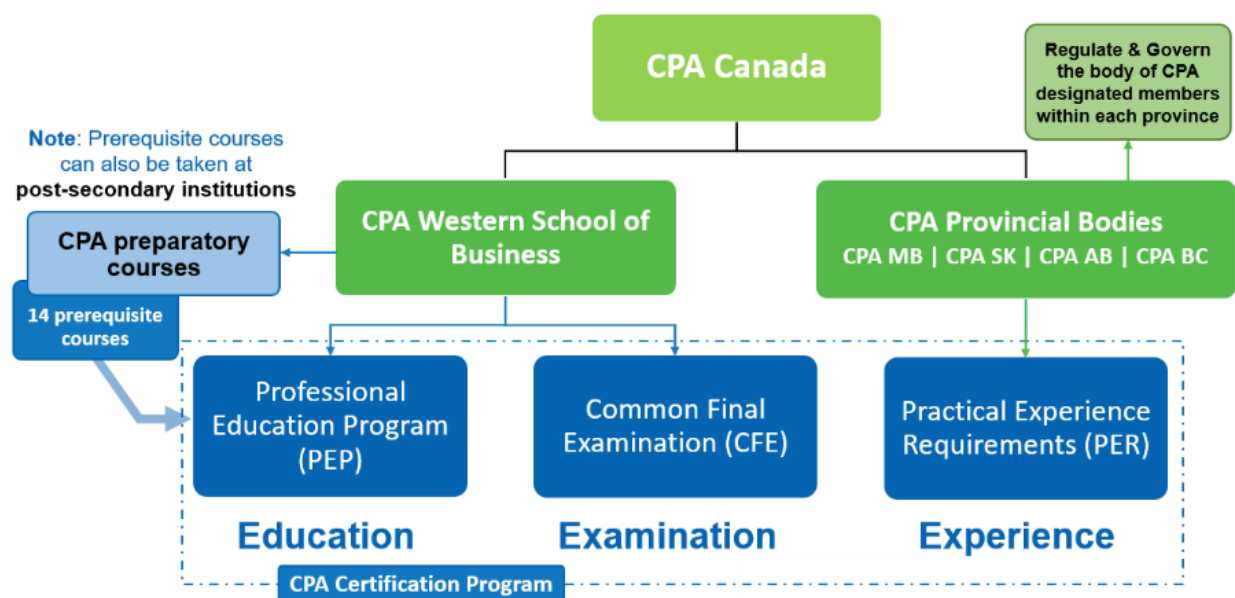 CPA Canada
Regulate & Govern
the body of CPA
designated members
within each province
Note: Prerequisite courses
can also be taken at
post-secondary institutions
CPA preparatory
courses
14 prerequisite
courses
CPA Western School of
Business
CPA Provincial Bodies
CPA MB | CPA SK | CPA AB | CPA BC
Professional
Education Program
(PEP)
Common Final
Examination (CFE)
Practical Experience
Requirements (PER)
Education
Examination
Experience
CPA Certification Program